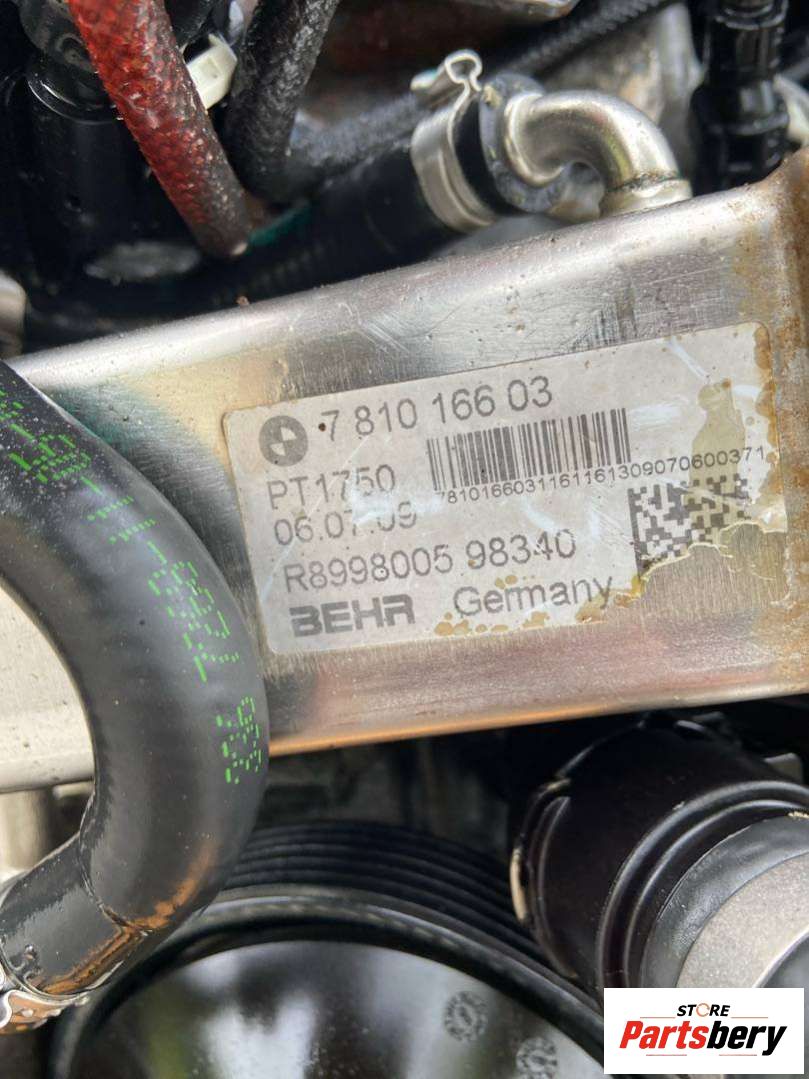 7 810 166 03
PT1750
7810166031161161309070600371
06.07.09
R8998005 98340
BEHR Germany
STORE
Partsbery